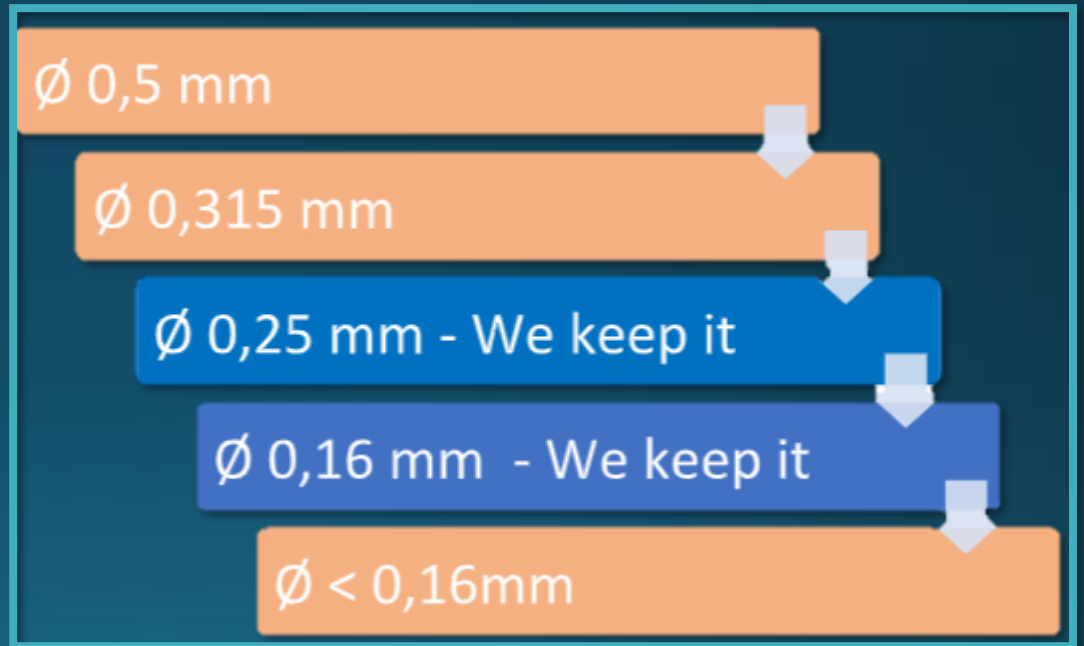 Ø 0,5 mm
Ø 0,315 mm
Ø 0,25 mm - We keep it
Ø 0,16 mm - We keep it
Ø < 0,16mm